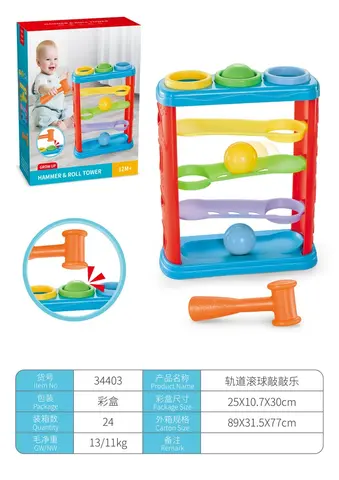 GROW UP
HAMMER & ROLL TOWER
货号 34403 产品名称 轨道滚球敲敲乐
Item No Product Name
包装 彩盒 彩盒尺寸 25X10.7X30cm
Package Package Size
装箱数 24 外箱规格 89X31.5X77cm
Packing Carton Size
毛净重 13/11kg 备注
GW/NW Remark